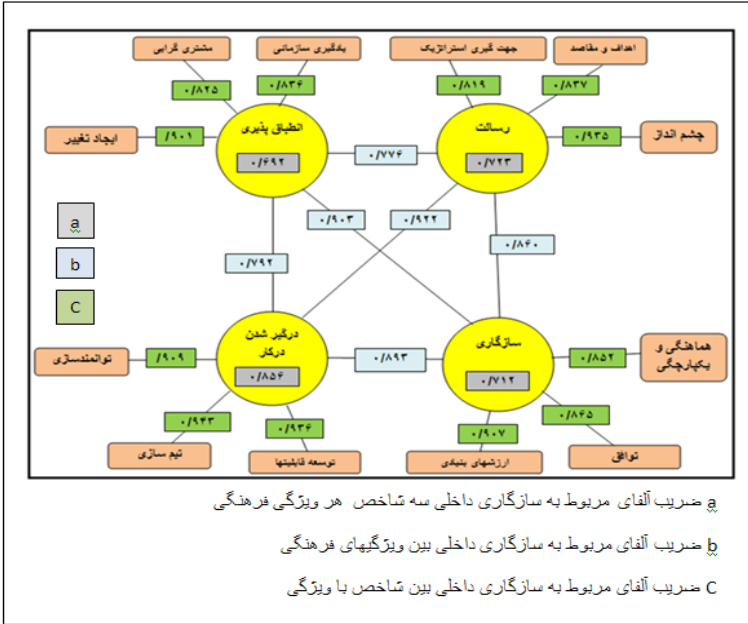 مشتری گرایی
یادگیری سازمانی
جهت گیری استراتژیک
اهداف و مقاصد
۰/۸۲۵
۰/۸۳۶
۰/۸۱۹
۰/۸۳۷
ایجاد تغییر
/۹۰۱
انطباق پذیری
۰/۶۹۲
۰/۷۷۶
رسالت
۰/۷۲۳
۰/۹۳۵
چشم انداز
a
b
C
۰/۹۰۳
۰/۹۲۲
۰/۷۹۲
۰/۸۶۰
توانمندسازی
/۹۰۹
درگیر شدن
درکار
۰/۸۵۶
۰/۸۹۳
سازگاری
۰/۷۱۲
۰/۸۵۲
هماهنگی و
یکپارچگی
۰/۹۴۳
۰/۹۳۶
۰/۹۰۷
۰/۸۶۵
تیم سازی
توسعه قابلیتها
ارزشهای بنیادی
توافق
a ضریب آلفای مربوط به سازگاری داخلی سه شاخص هر ویژگی فرهنگی
b ضریب آلفای مربوط به سازگاری داخلی بین ویژگیهای فرهنگی
C ضریب آلفای مربوط به سازگاری داخلی بین شاخص با ویژگی